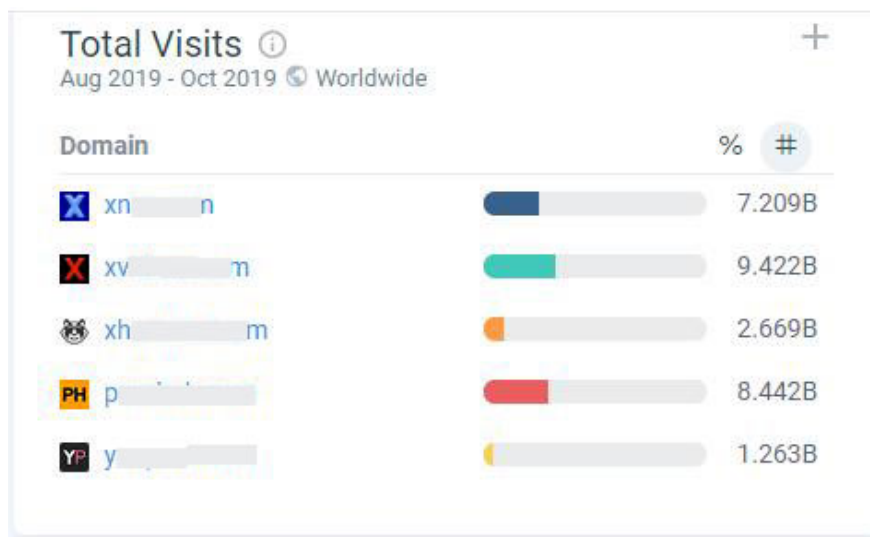 Total Visits
Aug 2019 - Oct 2019 Worldwide
Domain % #
X xn n 7.209B
X xv m 9.422B
xh m 2.669B
PH p 8.442B
YP y 1.263B